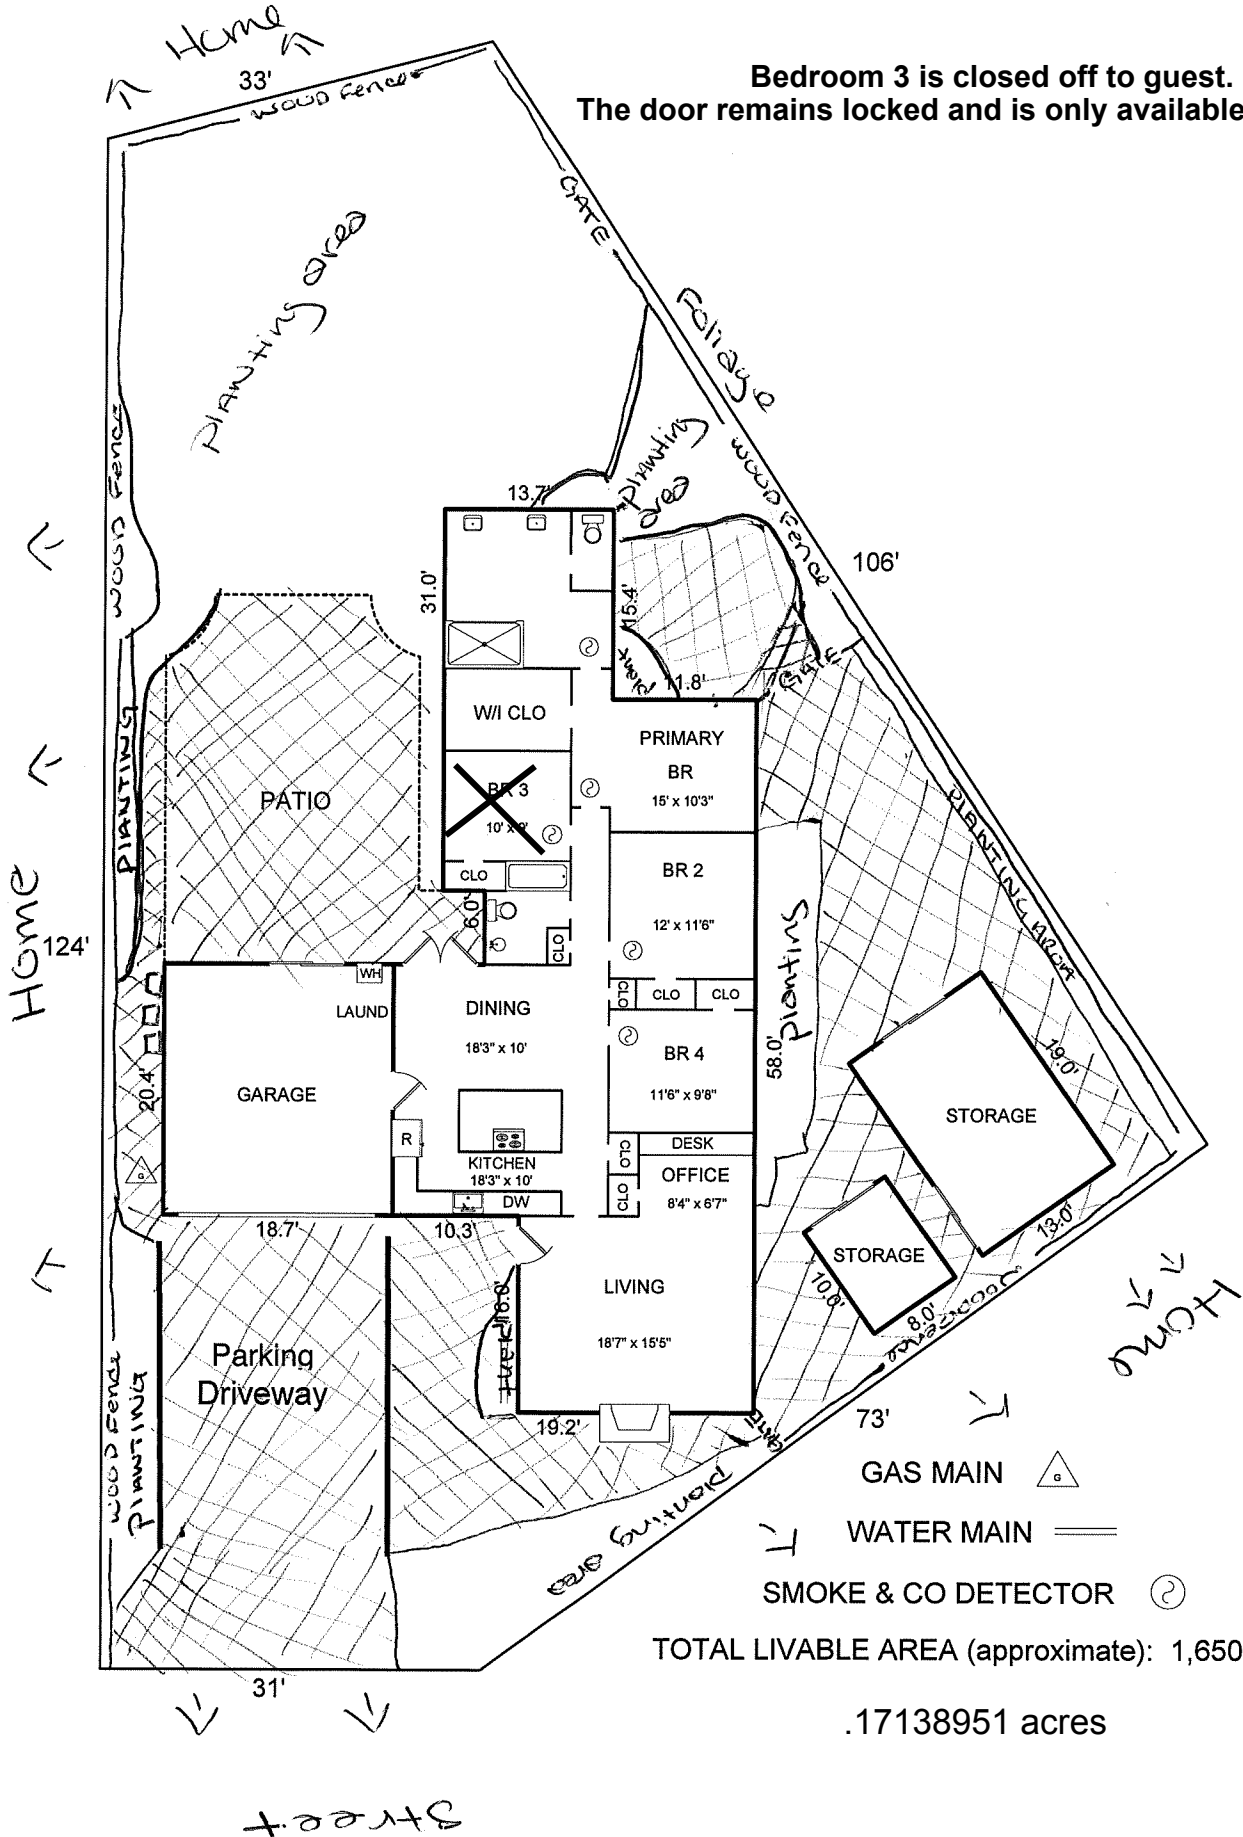 Home
33'
WOOD Fence
Bedroom 3 is closed off to guest.
The door remains locked and is only available
GATE
Planting area
Foliage
WOOD Fence
Planting area
WOOD Fence
13.7'
106'
31.0'
15.4'
GATE
Plant
11.8'
W/I CLO
PRIMARY
BR
15' x 10'3"
PLANTING
PATIO
BR 3
10' x 9'
PLANTING AREA
CLO
BR 2
12' x 11'6"
6.0'
CLO
Planting
Home
124'
WH
LAUND
DINING
18'3" x 10'
CLO
CLO
CLO
BR 4
11'6" x 9'8"
58.0'
19.0'
20.4'
GARAGE
STORAGE
R
G
KITCHEN
18'3" x 10'
DW
CLO
DESK
OFFICE
8'4" x 6'7"
CLO
18.7'
10.3'
13.0'
STORAGE
10.0'
8.0'
WOOD Fence
LIVING
18'7" x 15'5"
18.0'
Plant
Home
Parking
Driveway
WOOD Fence
PLANTING
19.2'
GATE
73'
Planting area
GAS MAIN G
WATER MAIN
SMOKE & CO DETECTOR
TOTAL LIVABLE AREA (approximate): 1,650
31'
.17138951 acres
Street